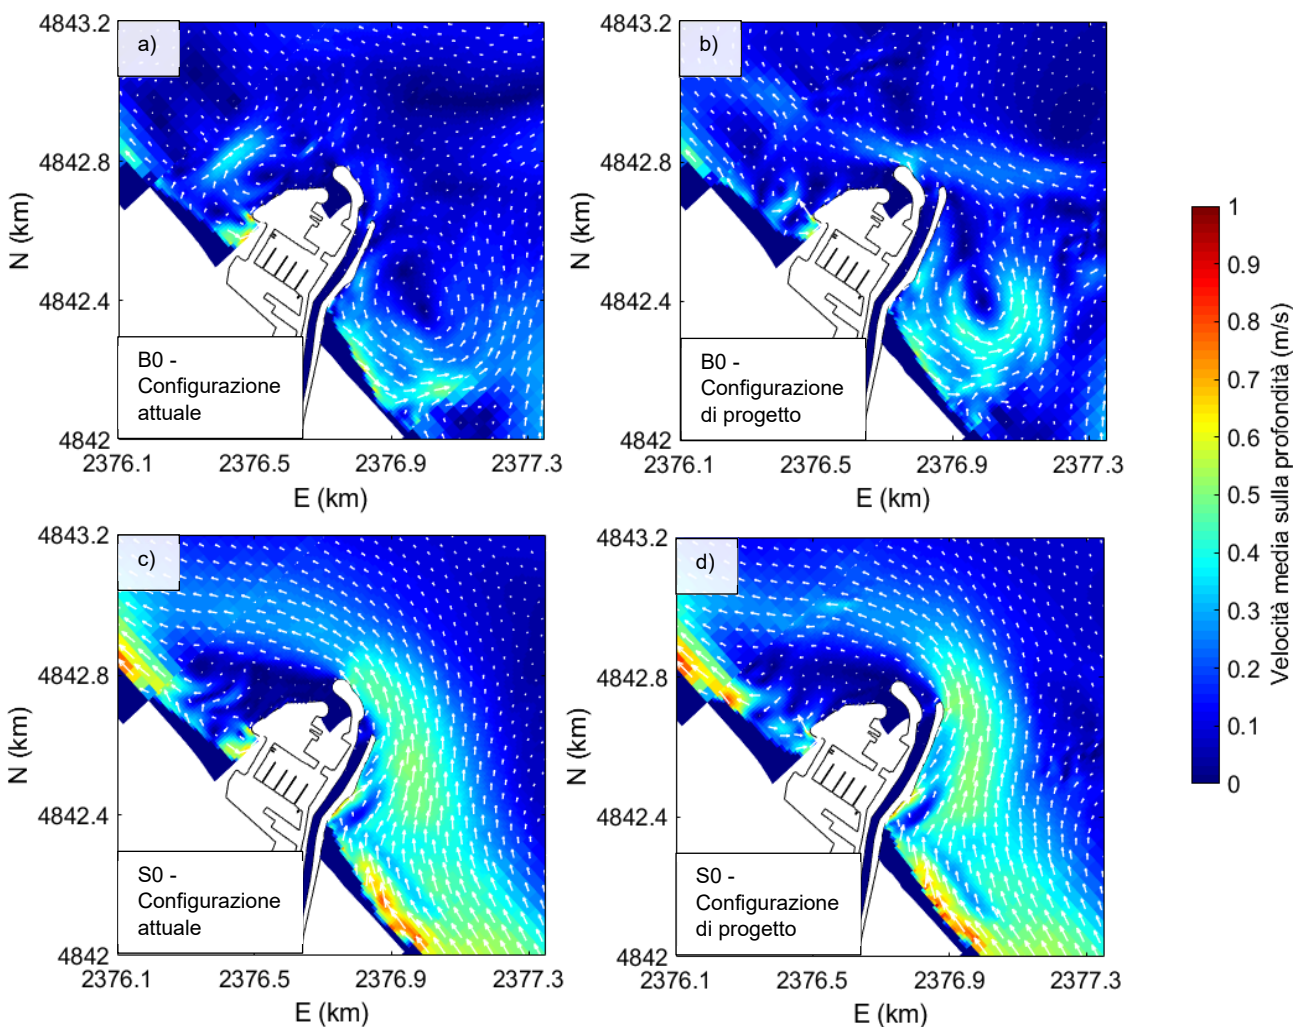 4843.2
4842.8
4842.4
4842
N (km)
a)
B0 -
Configurazione
attuale
2376.1
2376.5
2376.9
2377.3
E (km)
4843.2
4842.8
4842.4
4842
N (km)
b)
B0 -
Configurazione
di progetto
2376.1
2376.5
2376.9
2377.3
E (km)
4843.2
4842.8
4842.4
4842
N (km)
c)
S0 -
Configurazione
attuale
2376.1
2376.5
2376.9
2377.3
E (km)
4843.2
4842.8
4842.4
4842
N (km)
d)
S0 -
Configurazione
di progetto
2376.1
2376.5
2376.9
2377.3
E (km)
1
0.9
0.8
0.7
0.6
0.5
0.4
0.3
0.2
0.1
0
Velocità media sulla profondità (m/s)